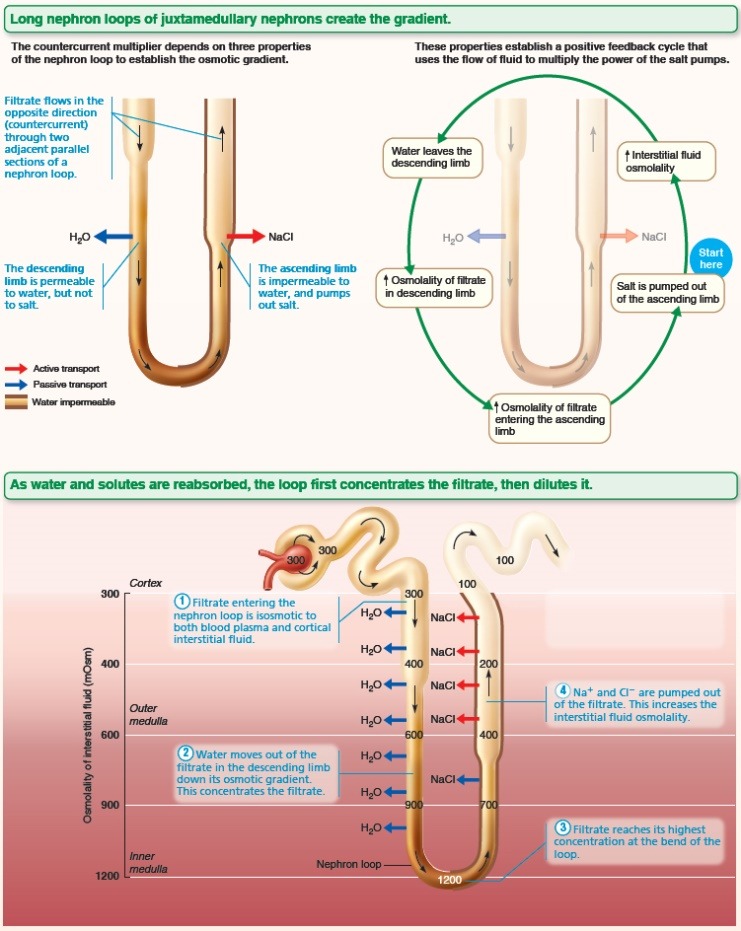 Long nephron loops of juxtamedullary nephrons create the gradient.
The countercurrent multiplier depends on three properties
of the nephron loop to establish the osmotic gradient.
These properties establish a positive feedback cycle that
uses the flow of fluid to multiply the power of the salt pumps.
Filtrate flows in the
opposite direction
(countercurrent)
through two
adjacent parallel
sections of a
nephron loop.
H₂O
NaCl
The descending
limb is permeable
to water, but not
to salt.
The ascending limb
is impermeable to
water, and pumps
out salt.
Active transport
Passive transport
Water impermeable
Water leaves the
descending limb
↑ Interstitial fluid
osmolality
H₂O
NaCl
Start
here
↑ Osmolality of filtrate
in descending limb
Salt is pumped out
of the ascending limb
↑ Osmolality of filtrate
entering the ascending
limb
As water and solutes are reabsorbed, the loop first concentrates the filtrate, then dilutes it.
300
300
100
100
Cortex
300
300
1 Filtrate entering the
nephron loop is isosmotic to
both blood plasma and cortical
interstitial fluid.
H₂O
NaCl
H₂O
NaCl
400
400
200
H₂O
NaCl
4 Na⁺ and Cl⁻ are pumped out
of the filtrate. This increases the
interstitial fluid osmolality.
Osmolality of interstitial fluid (mOsm)
Outer
medulla
H₂O
NaCl
600
600
400
2 Water moves out of the
filtrate in the descending limb
down its osmotic gradient.
This concentrates the filtrate.
H₂O
NaCl
H₂O
900
900
700
H₂O
3 Filtrate reaches its highest
concentration at the bend of the
loop.
Inner
medulla
Nephron loop
1200
1200